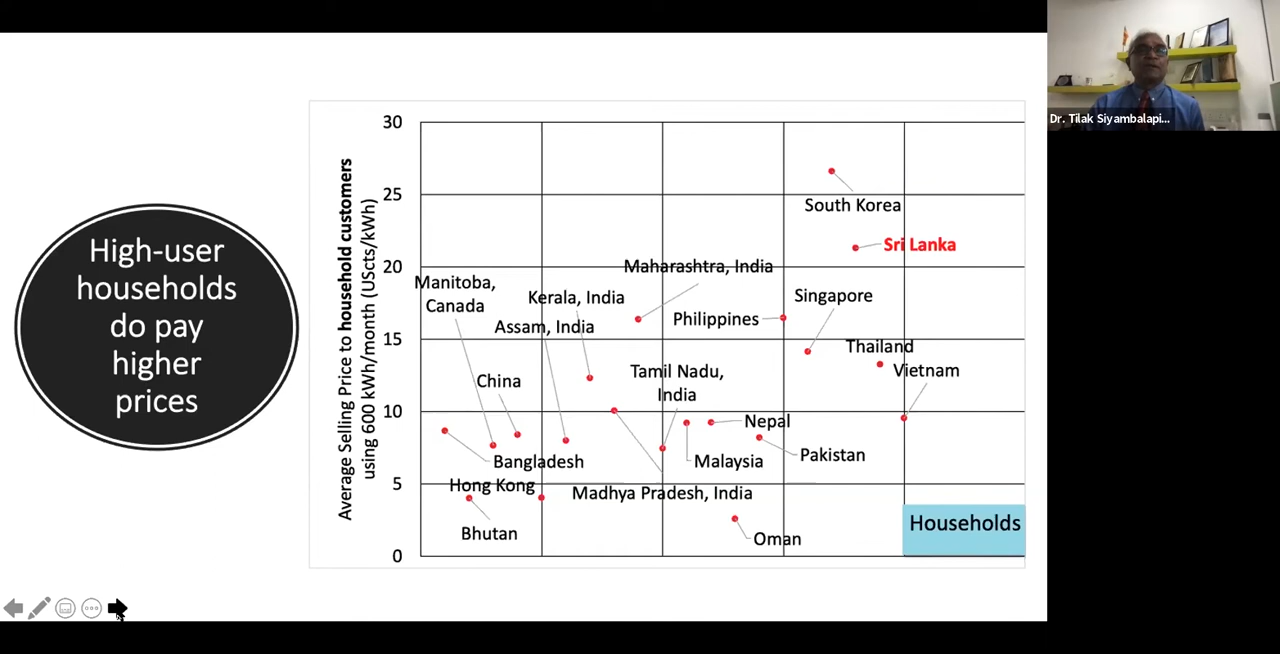 High-user
households
do pay
higher
prices
Average Selling Price to household customers
using 600 kWh/month (UScts/kWh)
30
25
20
15
10
5
0
South Korea
Sri Lanka
Maharashtra, India
Manitoba,
Canada
Kerala, India
Singapore
Assam, India
Philippines
Thailand
China
Tamil Nadu,
India
Vietnam
Nepal
Bangladesh
Malaysia
Pakistan
Hong Kong
Madhya Pradesh, India
Bhutan
Oman
Households
Dr. Tilak Siyambalapi...